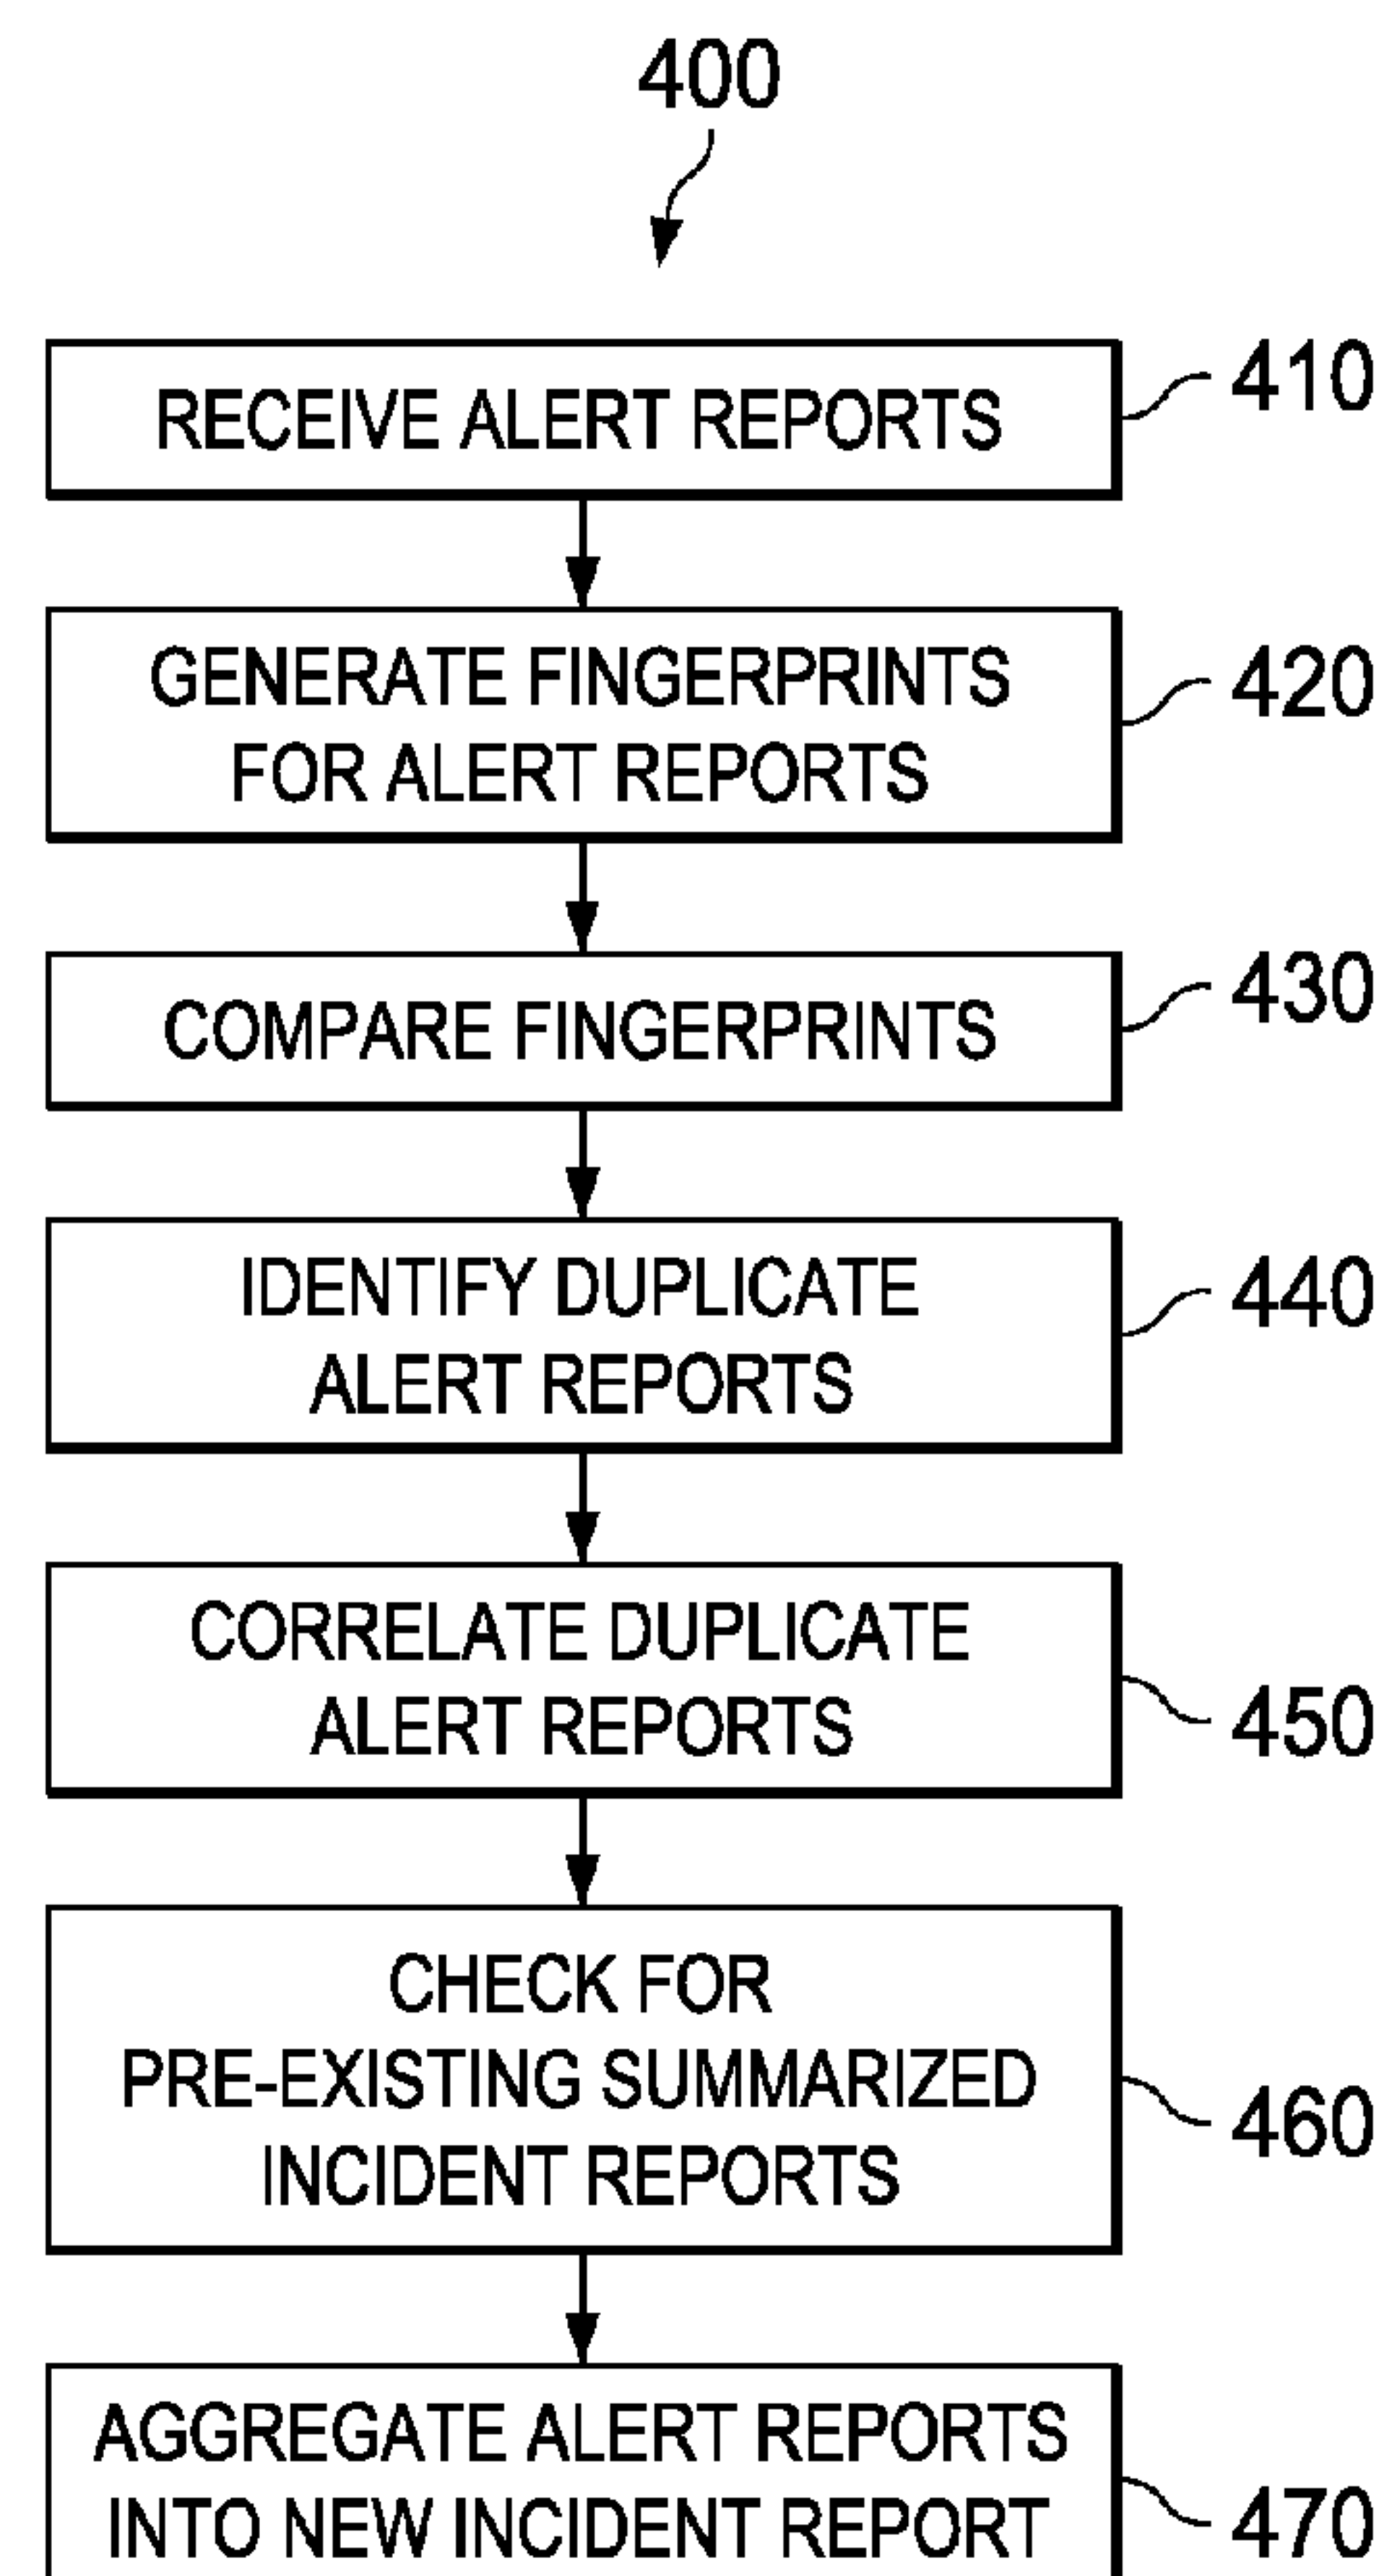 400
RECEIVE ALERT REPORTS
410
GENERATE FINGERPRINTS
FOR ALERT REPORTS
420
COMPARE FINGERPRINTS
430
IDENTIFY DUPLICATE
ALERT REPORTS
440
CORRELATE DUPLICATE
ALERT REPORTS
450
CHECK FOR
PRE-EXISTING SUMMARIZED
INCIDENT REPORTS
460
AGGREGATE ALERT REPORTS
INTO NEW INCIDENT REPORT
470